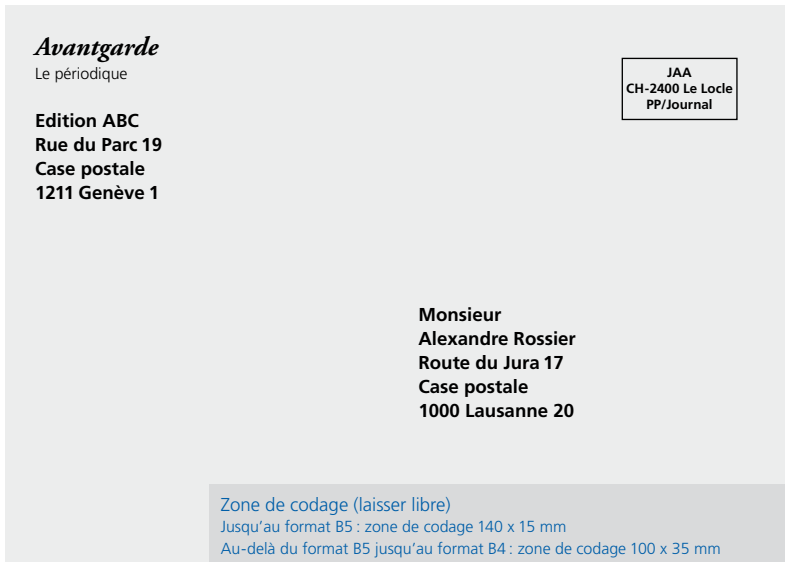 Avantgarde
Le périodique
JAA
CH-2400 Le Locle
PP/Journal
Edition ABC
Rue du Parc 19
Case postale
1211 Genève 1
Monsieur
Alexandre Rossier
Route du Jura 17
Case postale
1000 Lausanne 20
Zone de codage (laisser libre)
Jusqu'au format B5 : zone de codage 140 x 15 mm
Au-delà du format B5 jusqu'au format B4 : zone de codage 100 x 35 mm